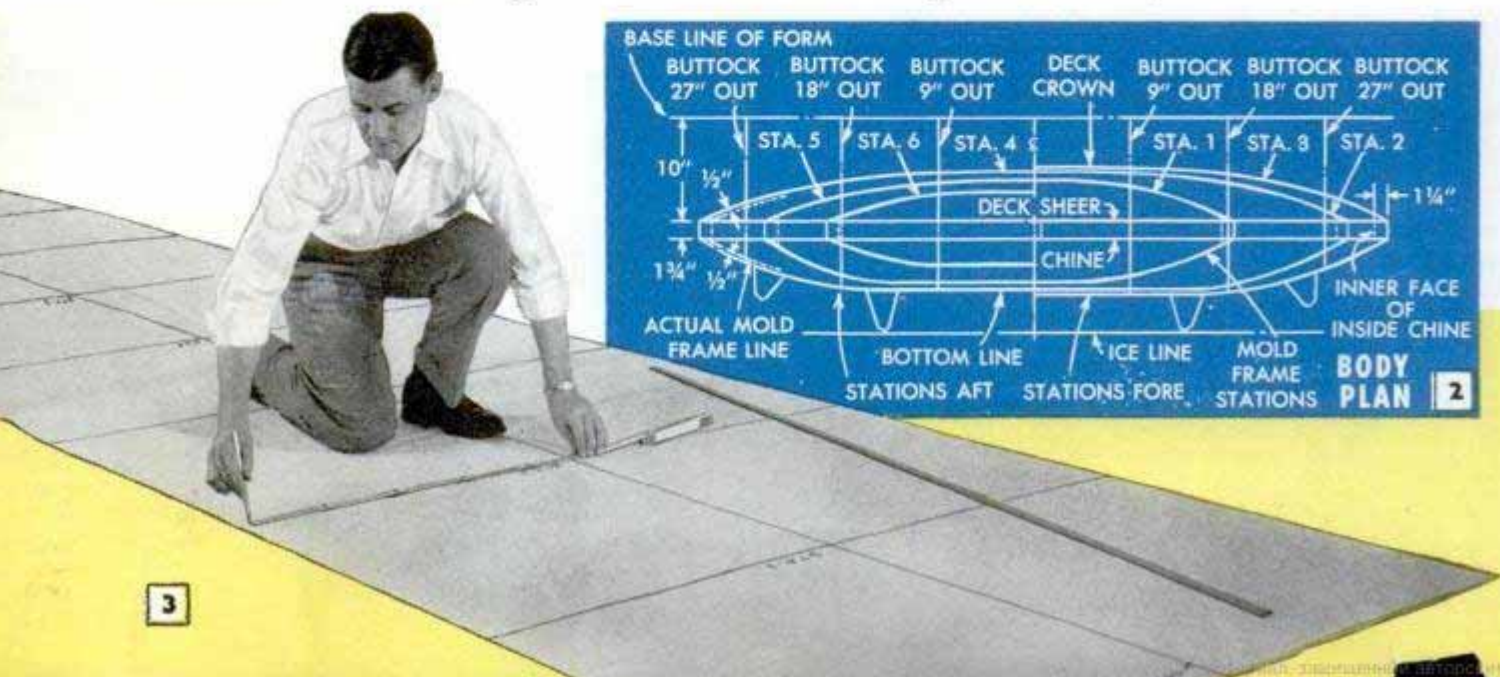 BASE LINE OF FORM
BUTTOCK 27" OUT
BUTTOCK 18" OUT
BUTTOCK 9" OUT
DECK CROWN
BUTTOCK 9" OUT
BUTTOCK 18" OUT
BUTTOCK 27" OUT
STA. 5
STA. 6
STA. 4
STA. 1
STA. 3
STA. 2
10"
½"
1¼"
DECK SHEER
CHINE
1¾"
½"
ACTUAL MOLD
FRAME LINE
BOTTOM LINE
ICE LINE
MOLD
FRAME
STATIONS
INNER FACE
OF
INSIDE CHINE
STATIONS AFT
STATIONS FORE
BODY
PLAN
2
3